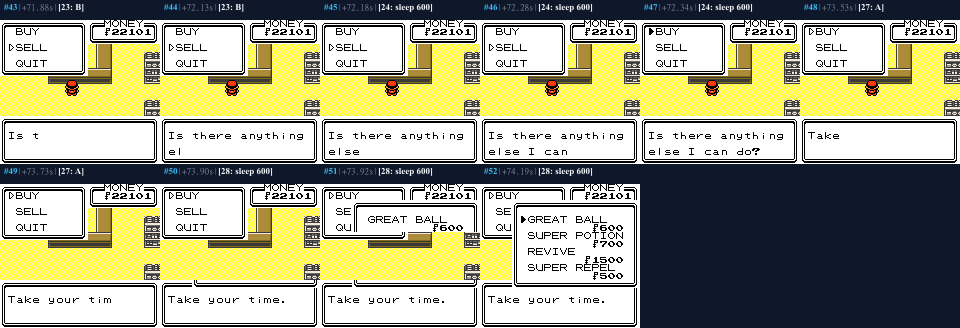 #43|+71.88s| [23: B]
MONEY
₽22101
BUY
▷SELL
QUIT
Is t
#44|+72.13s| [23: B]
MONEY
₽22101
BUY
▷SELL
QUIT
Is there anything
el
#45|+72.18s| [24: sleep 600]
MONEY
₽22101
BUY
▷SELL
QUIT
Is there anything
else
#46|+72.28s| [24: sleep 600]
MONEY
₽22101
BUY
▷SELL
QUIT
Is there anything
else I can
#47|+72.34s| [24: sleep 600]
MONEY
₽22101
▶BUY
SELL
QUIT
Is there anything
else I can do?
#48|+73.53s| [27: A]
MONEY
₽22101
▷BUY
SELL
QUIT
Take
#49|+73.73s| [27: A]
MONEY
₽22101
▷BUY
SELL
QUIT
Take your tim
#50|+73.90s| [28: sleep 600]
MONEY
₽22101
▷BUY
SELL
QUIT
Take your time.
#51|+73.92s| [28: sleep 600]
MONEY
₽22101
▷BUY
SE
QUIT
GREAT BALL
₽600
Take your time.
#52|+74.19s| [28: sleep 600]
MONEY
₽22101
▷BUY
SE
QU
▶GREAT BALL
₽600
SUPER POTION
₽700
REVIVE
₽1500
SUPER REPEL
₽500
Take your time.